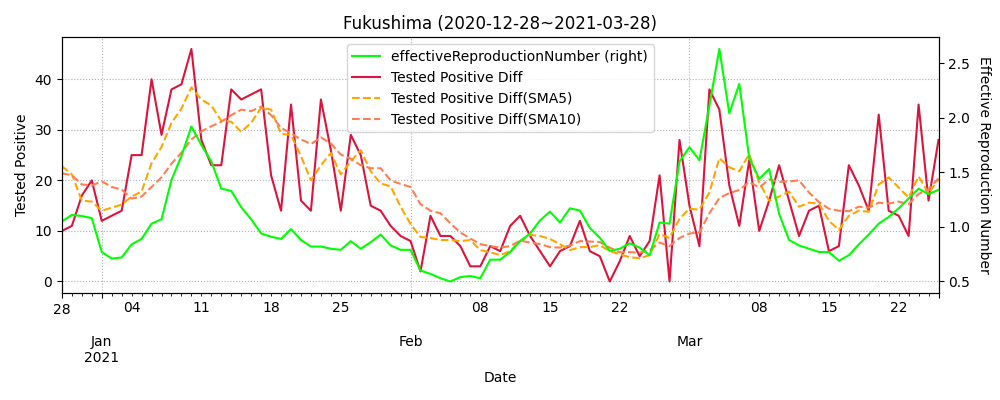 Fukushima (2020-12-28~2021-03-28)
effectiveReproductionNumber (right)
Tested Positive Diff
Tested Positive Diff(SMA5)
Tested Positive Diff(SMA10)
Tested Positive
40
30
20
10
0
2.5
2.0
1.5
1.0
0.5
Effective Reproduction Number
28 04 11 18 25 08 15 22 08 15 22
Jan Feb Mar
2021
Date